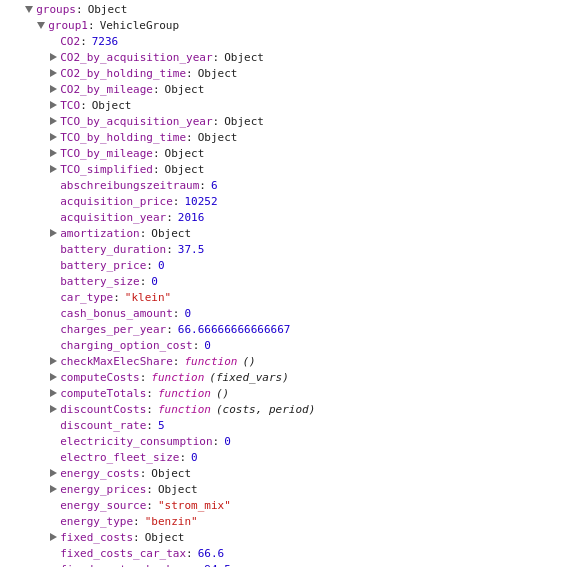 groups: Object
group1: VehicleGroup
CO2: 7236
CO2_by_acquisition_year: Object
CO2_by_holding_time: Object
CO2_by_mileage: Object
TCO: Object
TCO_by_acquisition_year: Object
TCO_by_holding_time: Object
TCO_by_mileage: Object
TCO_simplified: Object
abschreibungszeitraum: 6
acquisition_price: 10252
acquisition_year: 2016
amortization: Object
battery_duration: 37.5
battery_price: 0
battery_size: 0
car_type: "klein"
cash_bonus_amount: 0
charges_per_year: 66.66666666666667
charging_option_cost: 0
checkMaxElecShare: function ()
computeCosts: function (fixed_vars)
computeTotals: function ()
discountCosts: function (costs, period)
discount_rate: 5
electricity_consumption: 0
electro_fleet_size: 0
energy_costs: Object
energy_prices: Object
energy_source: "strom_mix"
energy_type: "benzin"
fixed_costs: Object
fixed_costs_car_tax: 66.6